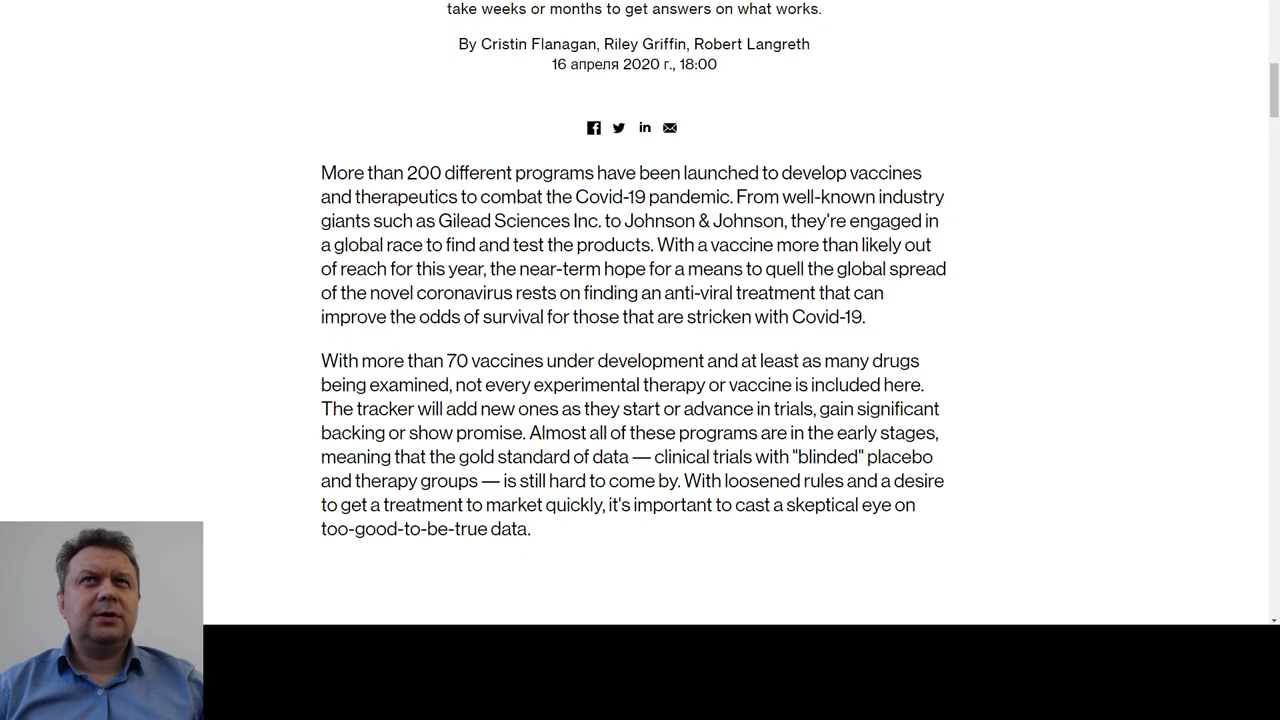 take weeks or months to get answers on what works.
By Cristin Flanagan, Riley Griffin, Robert Langreth
16 апреля 2020 г., 18:00
More than 200 different programs have been launched to develop vaccines
and therapeutics to combat the Covid-19 pandemic. From well-known industry
giants such as Gilead Sciences Inc. to Johnson & Johnson, they're engaged in
a global race to find and test the products. With a vaccine more than likely out
of reach for this year, the near-term hope for a means to quell the global spread
of the novel coronavirus rests on finding an anti-viral treatment that can
improve the odds of survival for those that are stricken with Covid-19.
With more than 70 vaccines under development and at least as many drugs
being examined, not every experimental therapy or vaccine is included here.
The tracker will add new ones as they start or advance in trials, gain significant
backing or show promise. Almost all of these programs are in the early stages,
meaning that the gold standard of data — clinical trials with "blinded" placebo
and therapy groups — is still hard to come by. With loosened rules and a desire
to get a treatment to market quickly, it's important to cast a skeptical eye on
too-good-to-be-true data.